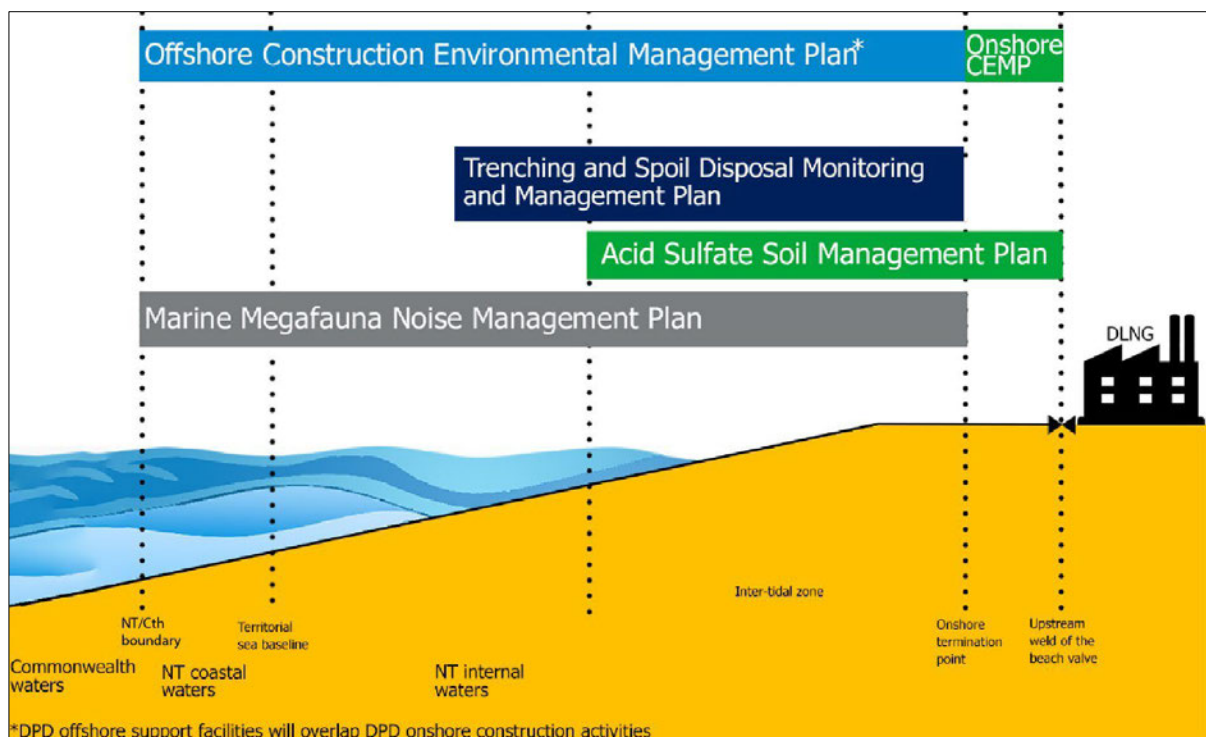 Offshore Construction Environmental Management Plan*
Onshore
CEMP
Trenching and Spoil Disposal Monitoring
and Management Plan
Acid Sulfate Soil Management Plan
Marine Megafauna Noise Management Plan
DLNG
Inter-tidal zone
NT/Cth
boundary
Territorial
sea baseline
Onshore
termination
point
Upstream
weld of the
beach valve
Commonwealth
waters
NT coastal
waters
NT internal
waters
*DPD offshore support facilities will overlap DPD onshore construction activities